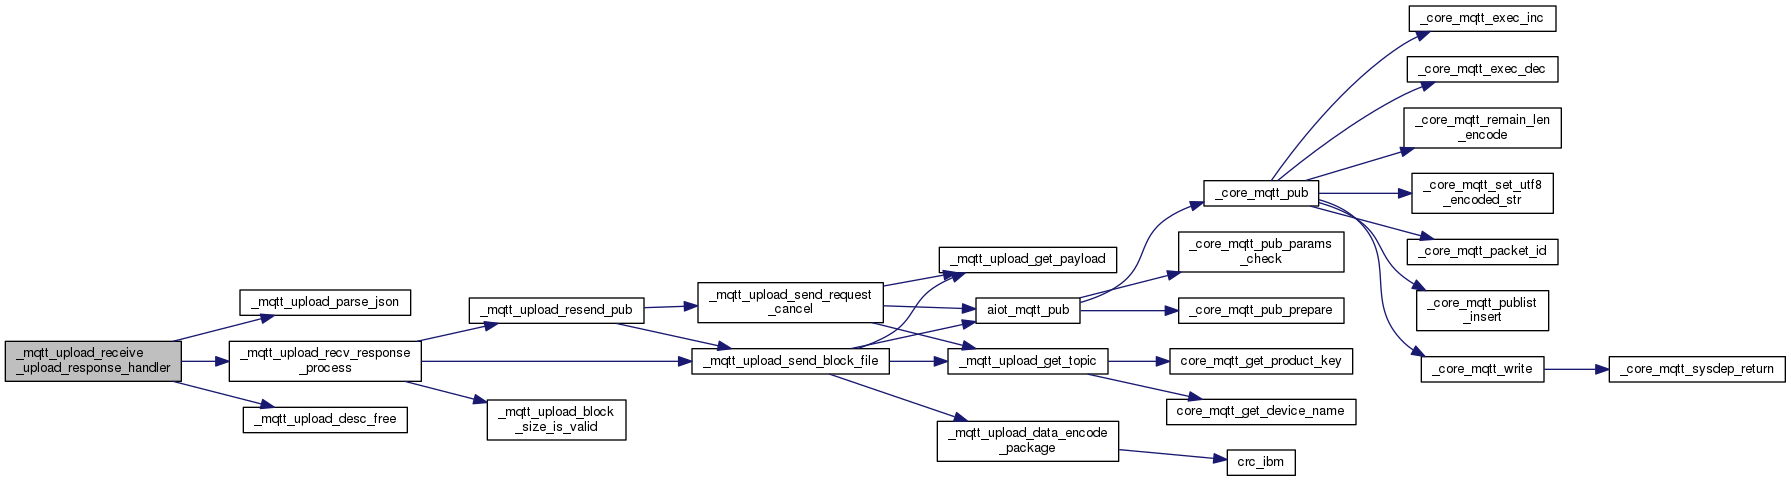 _mqtt_upload_receive
_upload_response_handler
_mqtt_upload_parse_json
_mqtt_upload_recv_response
_process
_mqtt_upload_desc_free
_mqtt_upload_resend_pub
_mqtt_upload_block
_size_is_valid
_mqtt_upload_send_request
_cancel
_mqtt_upload_send_block_file
_mqtt_upload_get_payload
aiot_mqtt_pub
_mqtt_upload_get_topic
_mqtt_upload_data_encode
_package
_core_mqtt_pub
_core_mqtt_pub_params
_check
_core_mqtt_pub_prepare
core_mqtt_get_product_key
core_mqtt_get_device_name
crc_ibm
_core_mqtt_exec_inc
_core_mqtt_exec_dec
_core_mqtt_remain_len
_encode
_core_mqtt_set_utf8
_encoded_str
_core_mqtt_packet_id
_core_mqtt_publist
_insert
_core_mqtt_write
_core_mqtt_sysdep_return